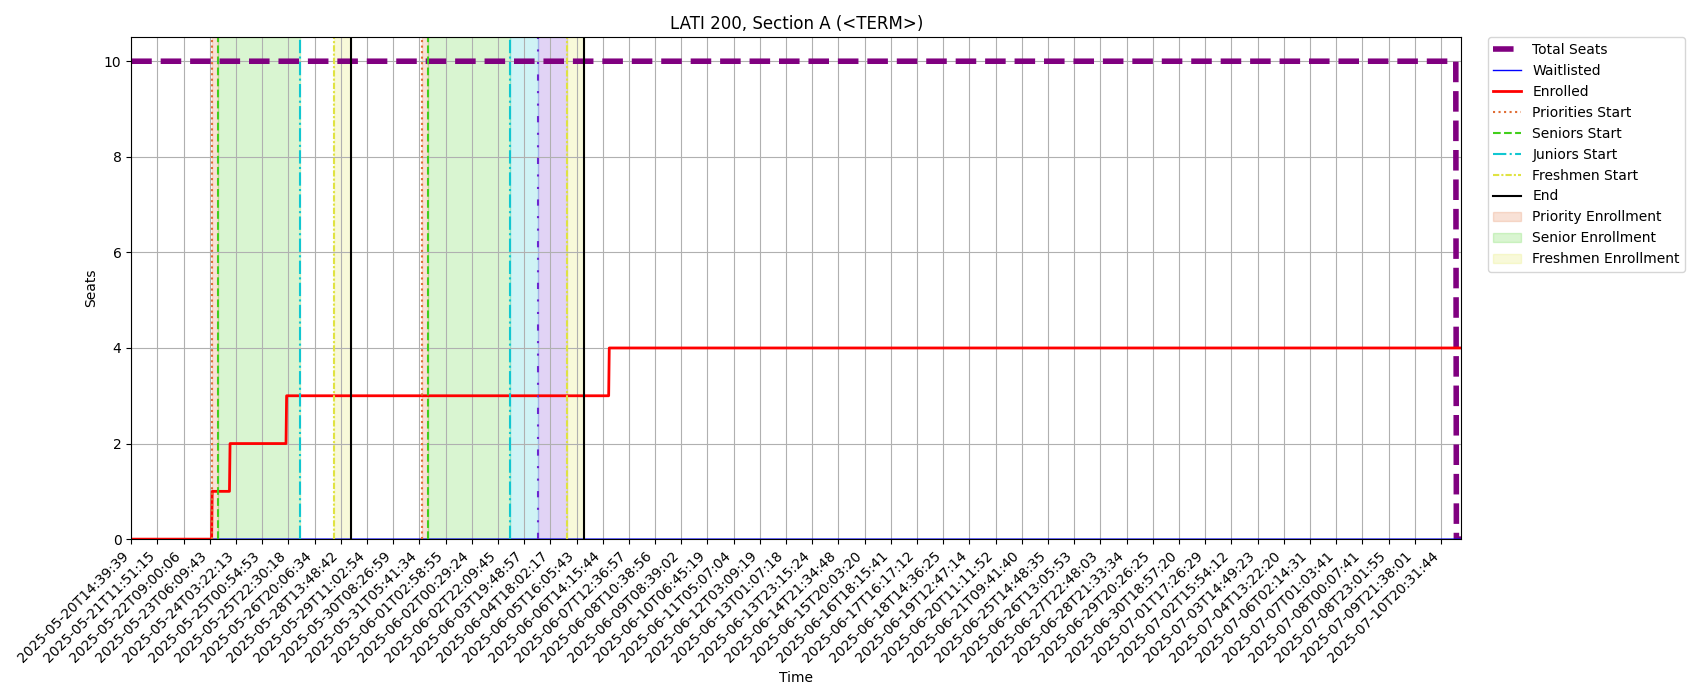 LATI 200, Section A (<TERM>)
Total Seats
Waitlisted
Enrolled
Priorities Start
Seniors Start
Juniors Start
Freshmen Start
End
Priority Enrollment
Senior Enrollment
Freshmen Enrollment
Seats
10
8
6
4
2
0
2025-05-20T14:39:39
2025-05-21T11:51:15
2025-05-22T09:00:06
2025-05-23T06:09:43
2025-05-24T03:22:13
2025-05-25T00:54:53
2025-05-25T22:30:18
2025-05-26T20:06:34
2025-05-28T13:48:42
2025-05-29T11:02:54
2025-05-30T08:26:59
2025-05-31T05:41:34
2025-06-01T02:58:55
2025-06-02T00:29:24
2025-06-02T22:09:45
2025-06-03T19:48:57
2025-06-04T18:02:17
2025-06-05T16:05:43
2025-06-06T14:15:44
2025-06-07T12:36:57
2025-06-08T10:38:56
2025-06-09T08:39:02
2025-06-10T06:45:19
2025-06-11T05:07:04
2025-06-12T03:09:19
2025-06-13T01:07:18
2025-06-13T23:15:24
2025-06-14T21:34:48
2025-06-15T20:03:20
2025-06-16T18:15:41
2025-06-17T16:17:12
2025-06-18T14:36:25
2025-06-19T12:47:14
2025-06-20T11:11:52
2025-06-21T09:41:40
2025-06-25T14:48:35
2025-06-26T13:05:53
2025-06-27T22:48:03
2025-06-28T21:33:34
2025-06-29T20:26:25
2025-06-30T18:57:20
2025-07-01T17:26:29
2025-07-02T15:54:12
2025-07-03T14:49:23
2025-07-04T13:22:20
2025-07-06T02:14:31
2025-07-07T01:03:41
2025-07-08T00:07:41
2025-07-08T23:01:55
2025-07-09T21:38:01
2025-07-10T20:31:44
Time